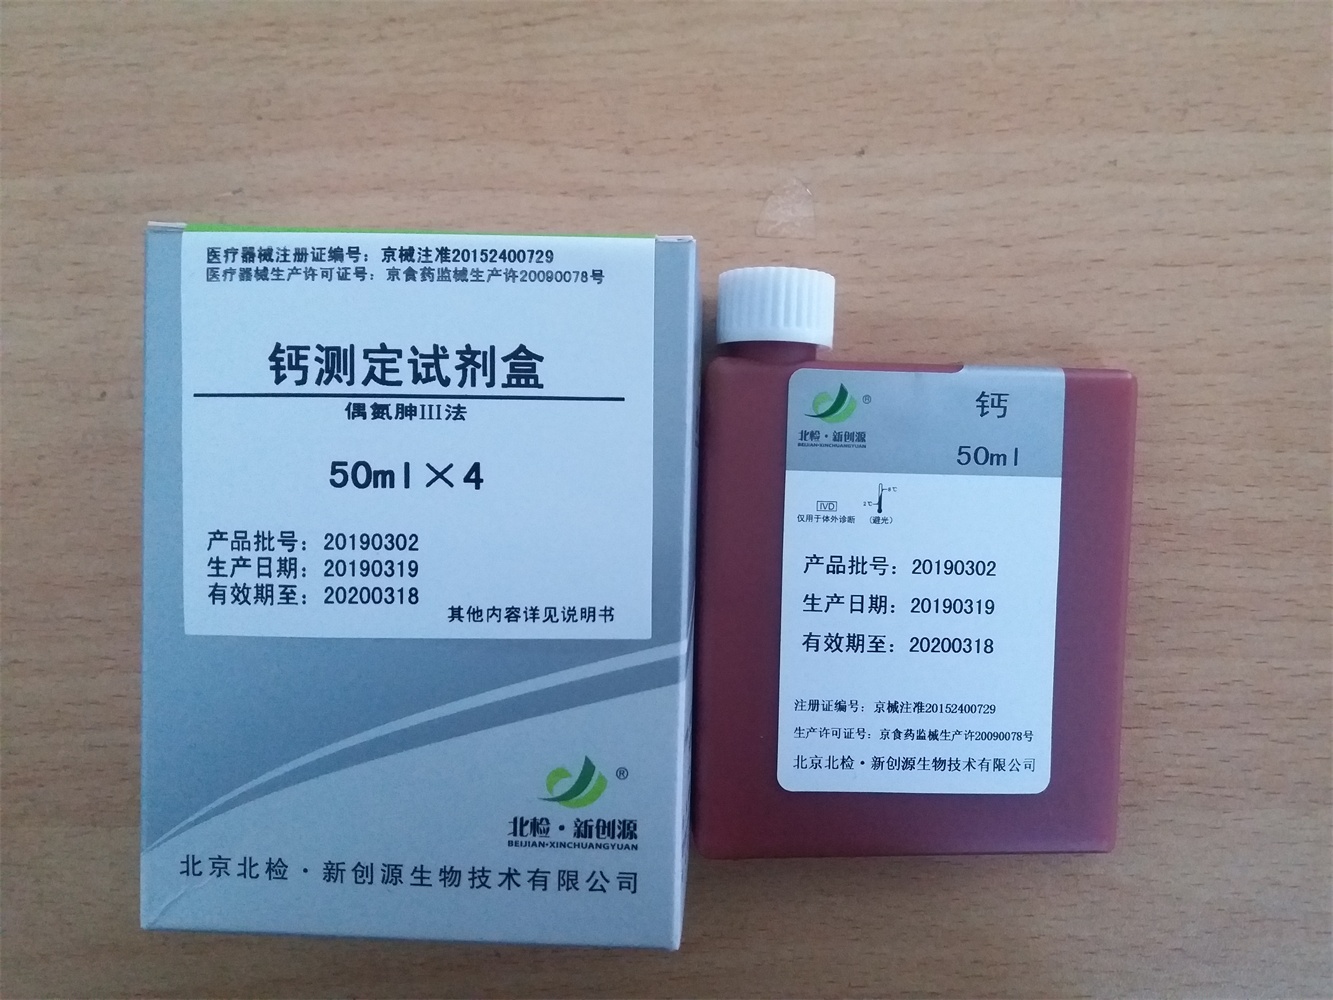 医疗器械注册证编号：京械注准20152400729
医疗器械生产许可证号：京食药监械生产许20090078号
钙测定试剂盒
偶氮胂III法
50ml×4
产品批号：20190302
生产日期：20190319
有效期至：20200318
其他内容详见说明书
®
北检·新创源
BEIJIAN·XINCHUANGYUAN
北京北检·新创源生物技术有限公司
®
北检·新创源
BEIJIAN·XINCHUANGYUAN
钙
50ml
IVD
仅用于体外诊断
2℃
8℃
（避光）
产品批号：20190302
生产日期：20190319
有效期至：20200318
注册证编号：京械注准20152400729
生产许可证号：京食药监械生产许20090078号
北京北检·新创源生物技术有限公司